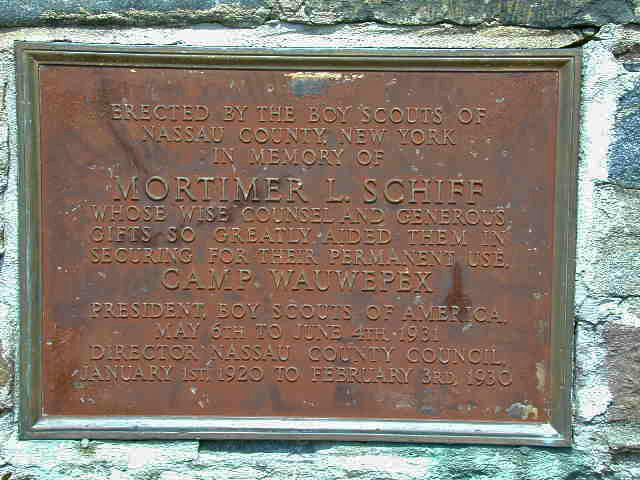 ERECTED BY THE BOY SCOUTS OF
NASSAU COUNTY, NEW YORK
IN MEMORY OF
MORTIMER L. SCHIFF
WHOSE WISE COUNSEL AND GENEROUS
GIFTS SO GREATLY AIDED THEM IN
SECURING FOR THEIR PERMANENT USE,
CAMP WAUWEPEX
PRESIDENT, BOY SCOUTS OF AMERICA,
MAY 6TH TO JUNE 4TH, 1931
DIRECTOR NASSAU COUNTY COUNCIL,
JANUARY 1ST, 1920 TO FEBRUARY 3RD, 1930